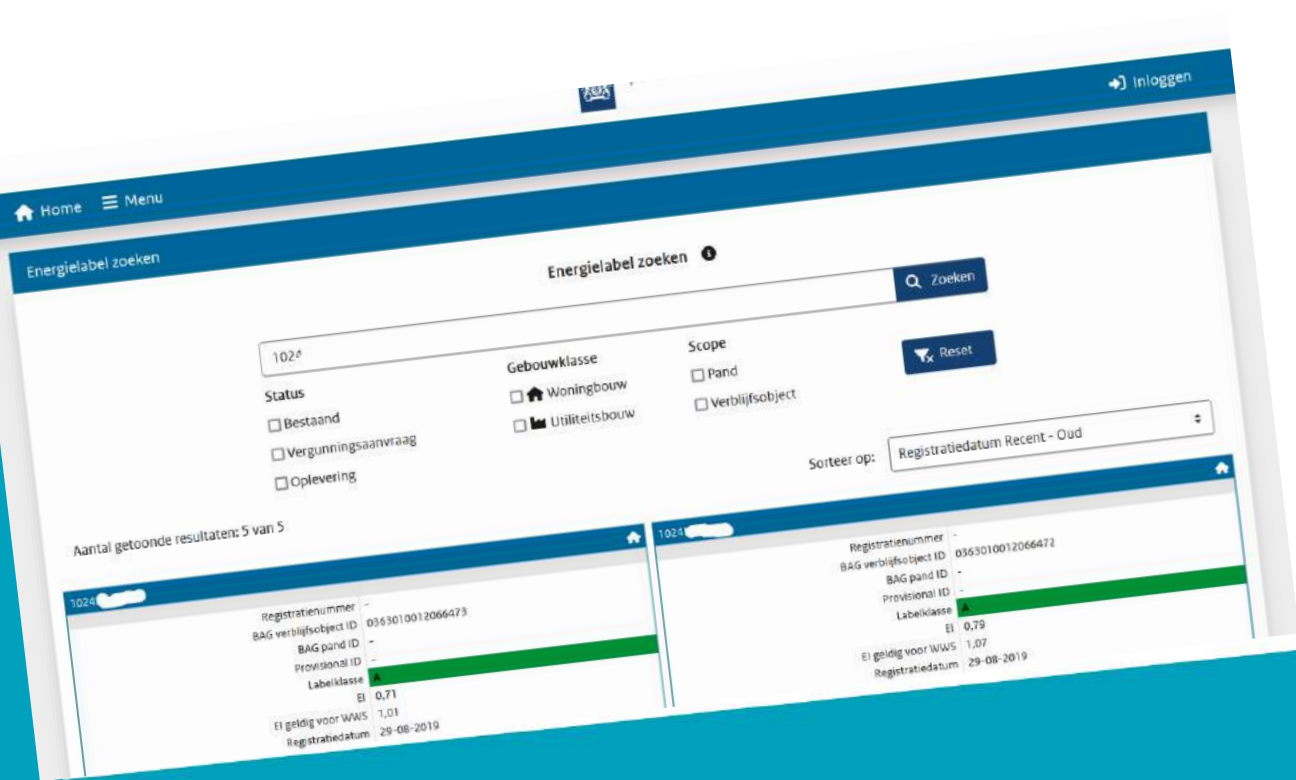 Inloggen
Home Menu
Energielabel zoeken
Energielabel zoeken
Zoeken
102
Status
Bestaand
Vergunningsaanvraag
Oplevering
Gebouwklasse
Woningbouw
Utiliteitsbouw
Scope
Pand
Verblijfsobject
Reset
Sorteer op: Registratiedatum Recent - Oud
Aantal getoonde resultaten: 5 van 5
1024
Registratienummer -
BAG verblijfsobject ID 0363010012066473
BAG pand ID -
Provisional ID -
Labelklasse A
EI 0,71
EI geldig voor WWS 1,01
Registratiedatum 29-08-2019
1024
Registratienummer -
BAG verblijfsobject ID 0363010012066472
BAG pand ID -
Provisional ID -
Labelklasse A
EI 0,79
EI geldig voor WWS 1,07
Registratiedatum 29-08-2019